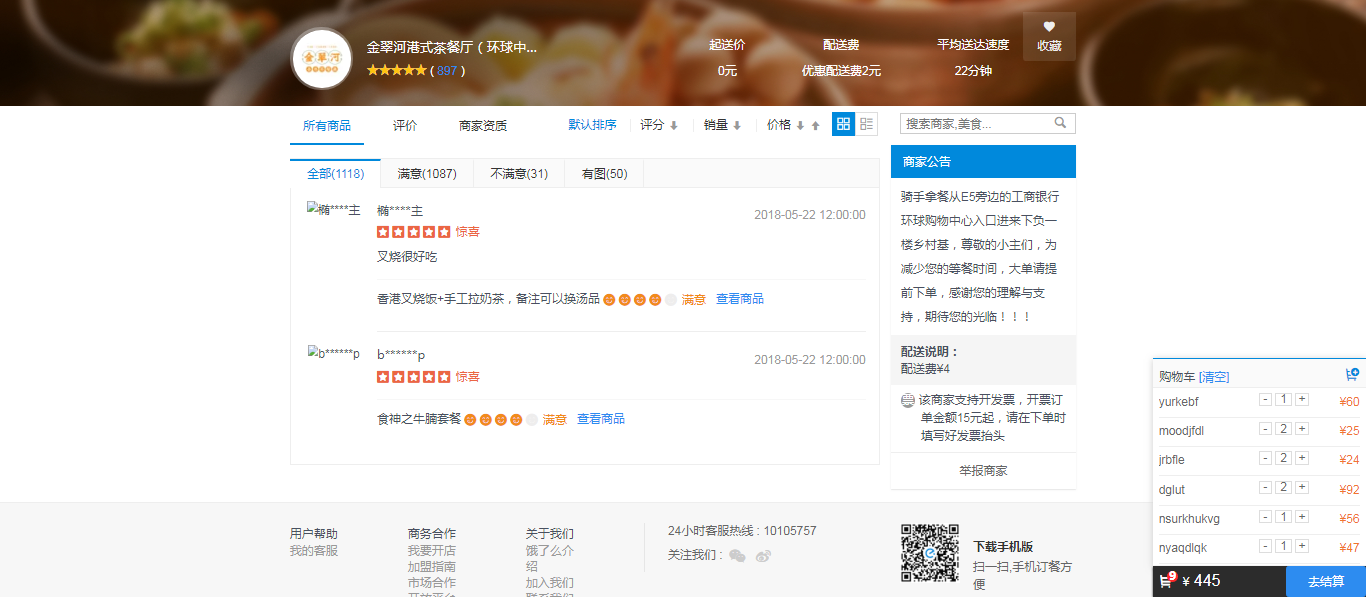 金翠河
金翠河港式茶餐厅（环球中...
( 897 )
起送价
0元
配送费
优惠配送费2元
平均送达速度
22分钟
收藏
所有商品 评价 商家资质 默认排序 评分 销量 价格
搜索商家,美食...
全部(1118) 满意(1087) 不满意(31) 有图(50)
椭****主 椭****主 2018-05-22 12:00:00
惊喜
叉烧很好吃
香港叉烧饭+手工拉奶茶，备注可以换汤品 满意 查看商品
b******p b******p 2018-05-22 12:00:00
惊喜
食神之牛腩套餐 满意 查看商品
商家公告
骑手拿餐从E5旁边的工商银行
环球购物中心入口进来下负一
楼乡村基，尊敬的小主们，为
减少您的等餐时间，大单请提
前下单，感谢您的理解与支
持，期待您的光临！！！
配送说明：
配送费¥4
该商家支持开发票，开票订
单金额15元起，请在下单时
填写好发票抬头
举报商家
购物车 [清空]
yurkebf - 1 + ¥60
moodjfdl - 2 + ¥25
jrbfle - 2 + ¥24
dglut - 2 + ¥92
nsurkhukvg - 1 + ¥56
nyaqdlqk - 1 + ¥47
9 ¥ 445 去结算
用户帮助
我的客服
商务合作
我要开店
加盟指南
市场合作
开放平台
关于我们
饿了么介
绍
加入我们
联系我们
24小时客服热线 : 10105757
关注我们 :
下载手机版
扫一扫,手机订餐方
便